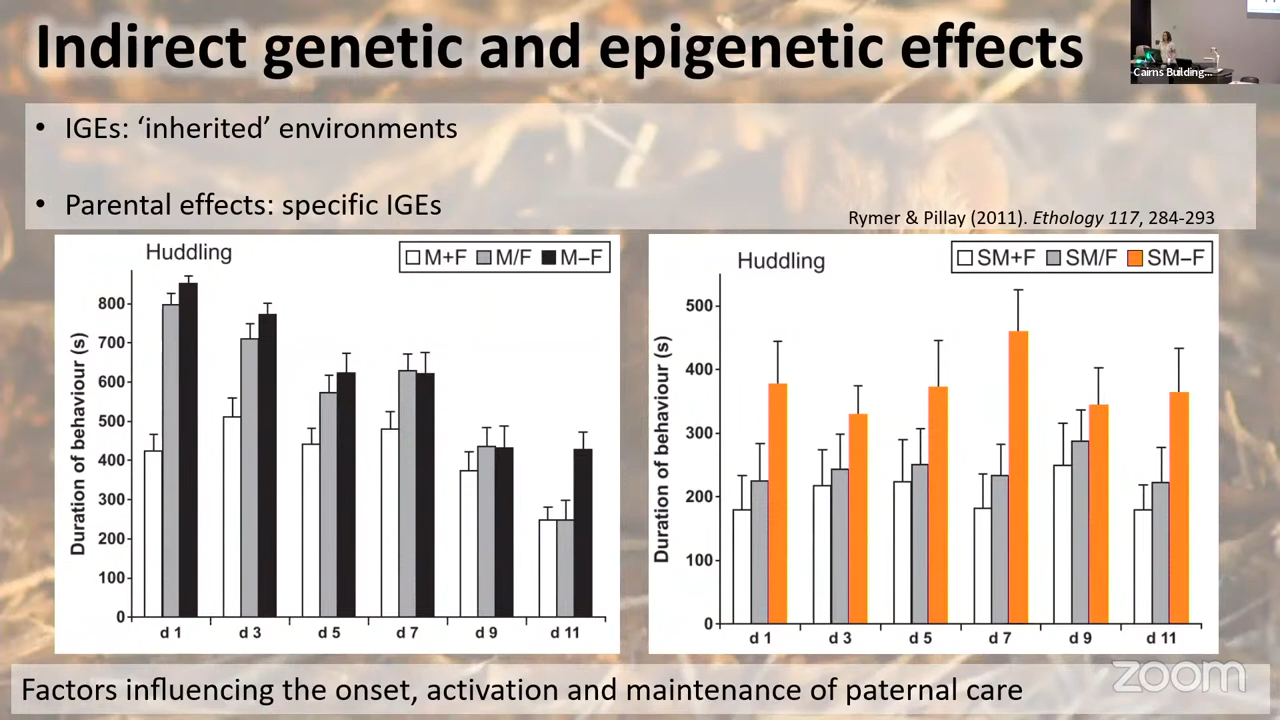 Indirect genetic and epigenetic effects
Cairns Building...
• IGEs: ‘inherited’ environments
• Parental effects: specific IGEs
Rymer & Pillay (2011). Ethology 117, 284-293
Huddling
M+F M/F M–F
Duration of behaviour (s)
800
700
600
500
400
300
200
100
0
d 1 d 3 d 5 d 7 d 9 d 11
Huddling
SM+F SM/F SM–F
Duration of behaviour (s)
500
400
300
200
100
0
d 1 d 3 d 5 d 7 d 9 d 11
Factors influencing the onset, activation and maintenance of paternal care
zoom